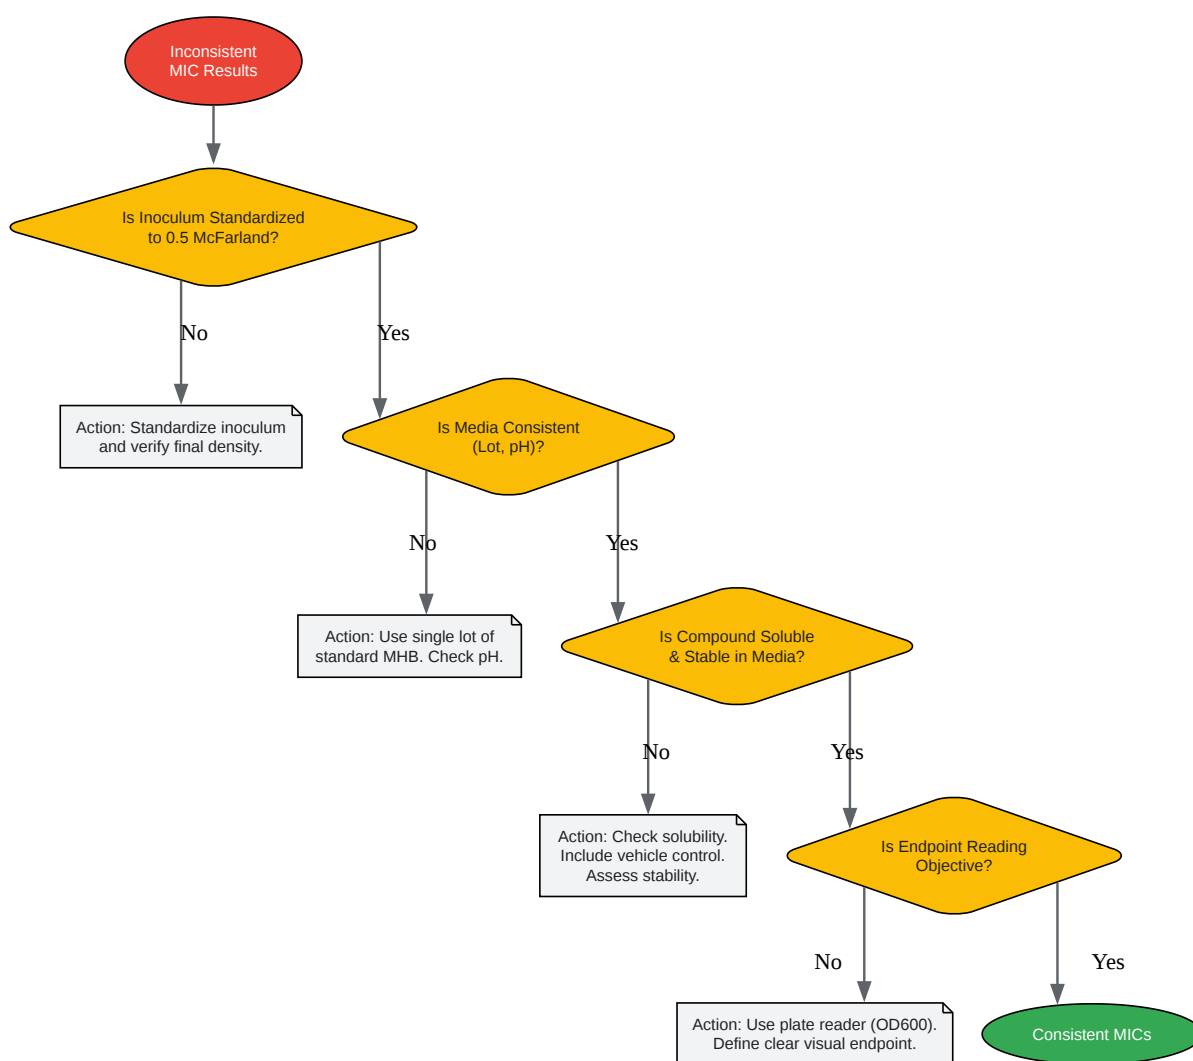 Inconsistent
MIC Results
Is Inoculum Standardized
to 0.5 McFarland?
No
Yes
Action: Standardize inoculum
and verify final density.
Is Media Consistent
(Lot, pH)?
No
Yes
Action: Use single lot of
standard MHB. Check pH.
Is Compound Soluble
& Stable in Media?
No
Yes
Action: Check solubility.
Include vehicle control.
Assess stability.
Is Endpoint Reading
Objective?
No
Yes
Action: Use plate reader (OD600).
Define clear visual endpoint.
Consistent MICs